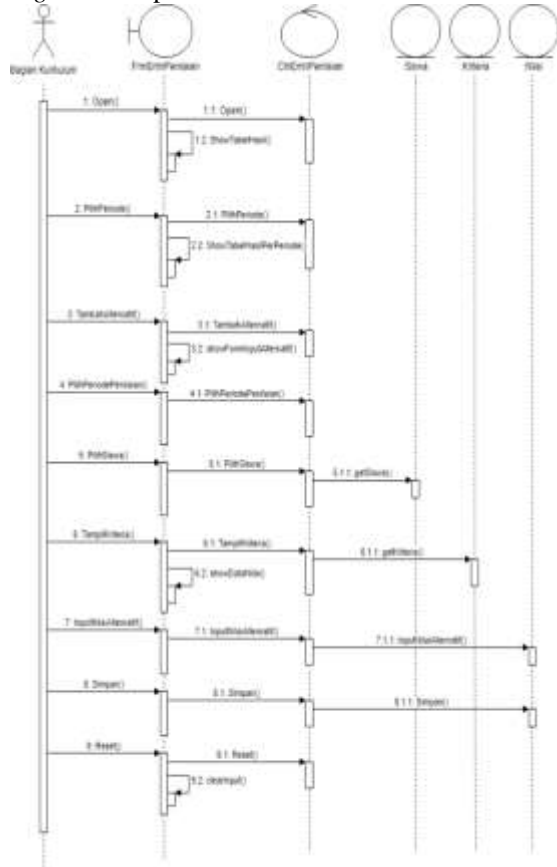 Bagian Kurikulum
FrmEntriPenilaian
CtrlEntriPenilaian
Siswa
Kriteria
Nilai
1: Open()
1.1: Open()
1.2: ShowTabelHasil()
2: PilihPeriode()
2.1: PilihPeriode()
2.2: ShowTabelHasilPerPeriode()
3: TambahAlternatif()
3.1: TambahAlternatif()
3.2: showFormInputAlternatif()
4: PilihPeriodePenilaian()
4.1: PilihPeriodePenilaian()
5: PilihSiswa()
5.1: PilihSiswa()
5.1.1: getSiswa()
6: TampilKriteria()
6.1: TampilKriteria()
6.1.1: getKriteria()
6.2: showDataNilai()
7: InputNilaiAlternatif()
7.1: InputNilaiAlternatif()
7.1.1: InputNilaiAlternatif()
8: Simpan()
8.1: Simpan()
8.1.1: Simpan()
9: Reset()
9.1: Reset()
9.2: clearInput()